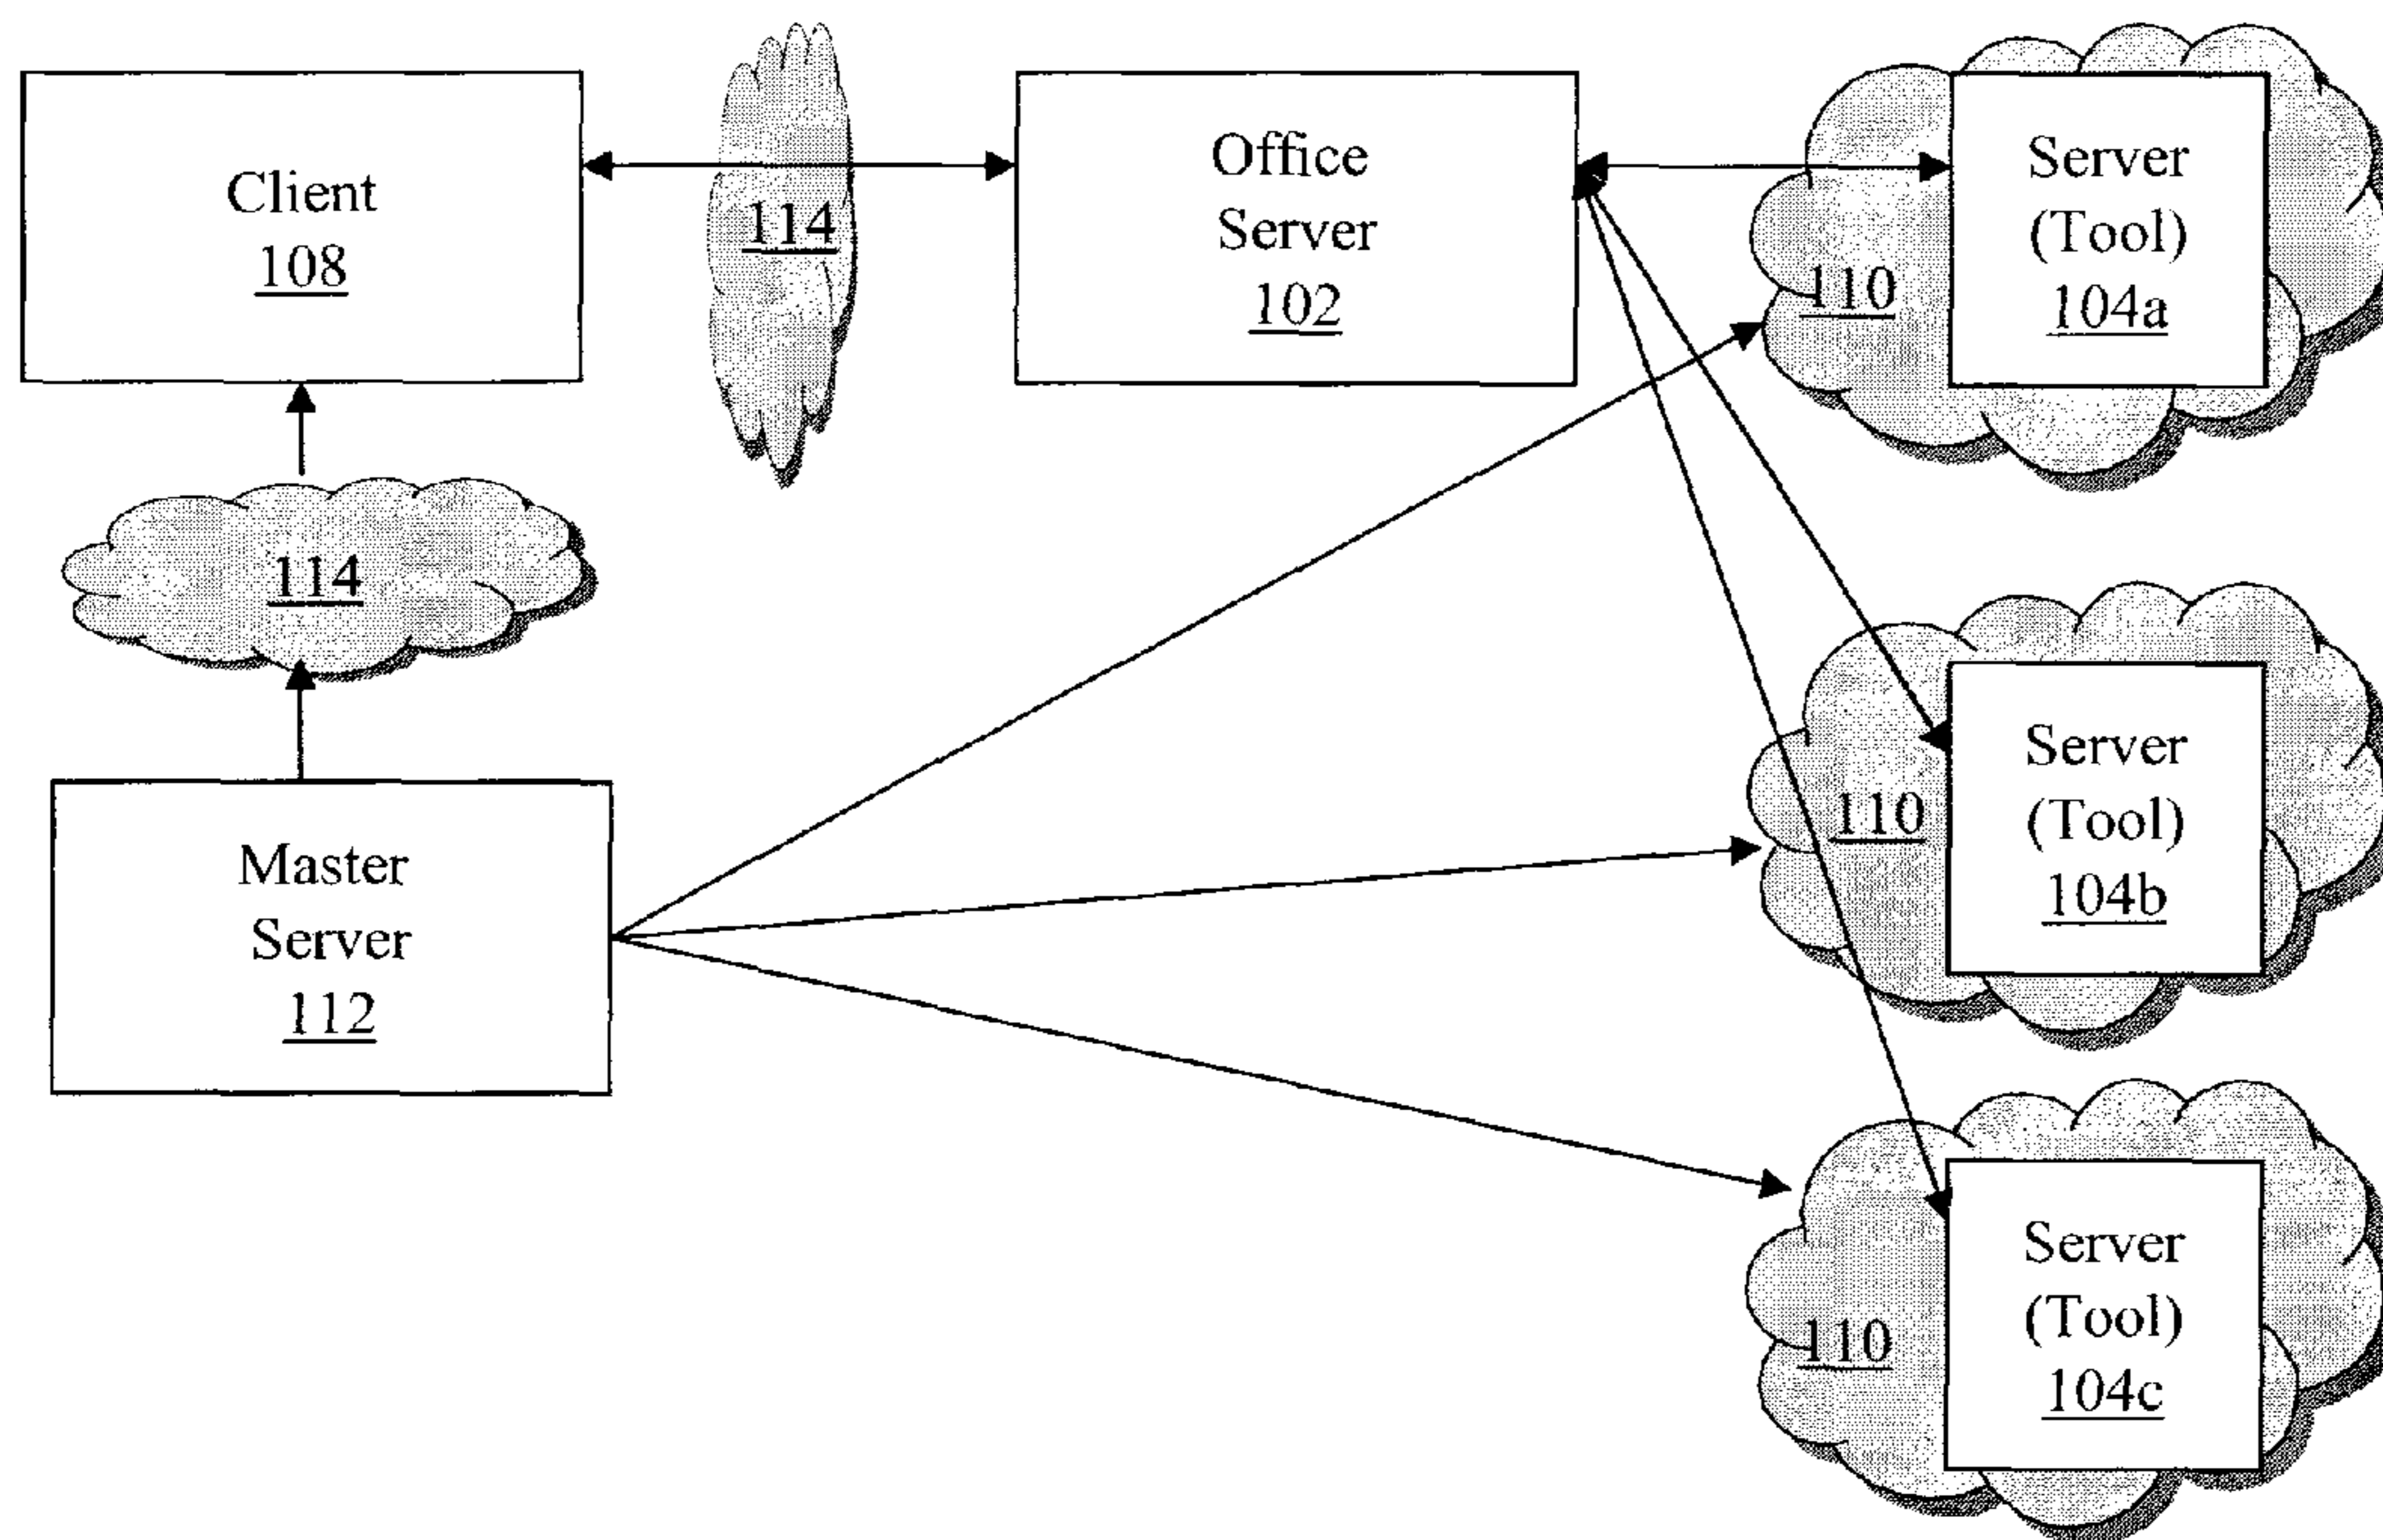 Client
108
114
Office
Server
102
110
Server
(Tool)
104a
114
Master
Server
112
110
Server
(Tool)
104b
110
Server
(Tool)
104c